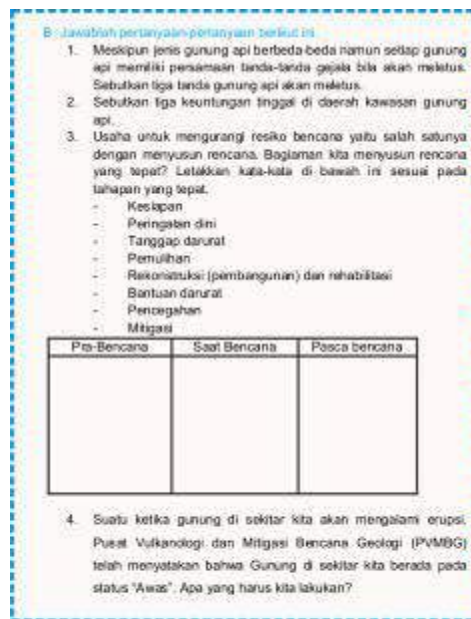 B. Jawablah pertanyaan-pertanyaan berikut ini
1. Meskipun jenis gunung api berbeda-beda namun setiap gunung
api memiliki persamaan tanda-tanda gejala bila akan meletus.
Sebutkan tiga tanda gunung api akan meletus.
2. Sebutkan tiga keuntungan tinggal di daerah kawasan gunung
api.
3. Usaha untuk mengurangi resiko bencana yaitu salah satunya
dengan menyusun rencana. Bagiaman kita menyusun rencana
yang tepat? Letakkan kata-kata di bawah ini sesuai pada
tahapan yang tepat.
- Kesiapan
- Peringatan dini
- Tanggap darurat
- Pemulihan
- Rekonstruksi (pembangunan) dan rehabilitasi
- Bantuan darurat
- Pencegahan
- Mitigasi
Pra-Bencana Saat Bencana Pasca bencana
4. Suatu ketika gunung di sekitar kita akan mengalami erupsi.
Pusat Vulkanologi dan Mitigasi Bencana Geologi (PVMBG)
telah menyatakan bahwa Gunung di sekitar kita berada pada
status "Awas". Apa yang harus kita lakukan?